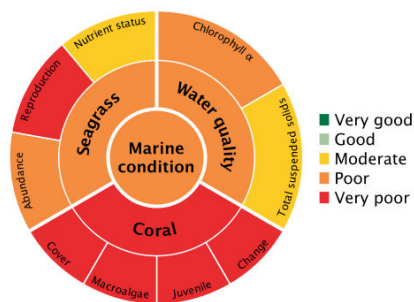 Nutrient status
Chlorophyll α
Reproduction
Seagrass
Water quality
Total suspended solids
Abundance
Marine
condition
Coral
Cover
Macroalgae
Juvenile
Change
Very good
Good
Moderate
Poor
Very poor